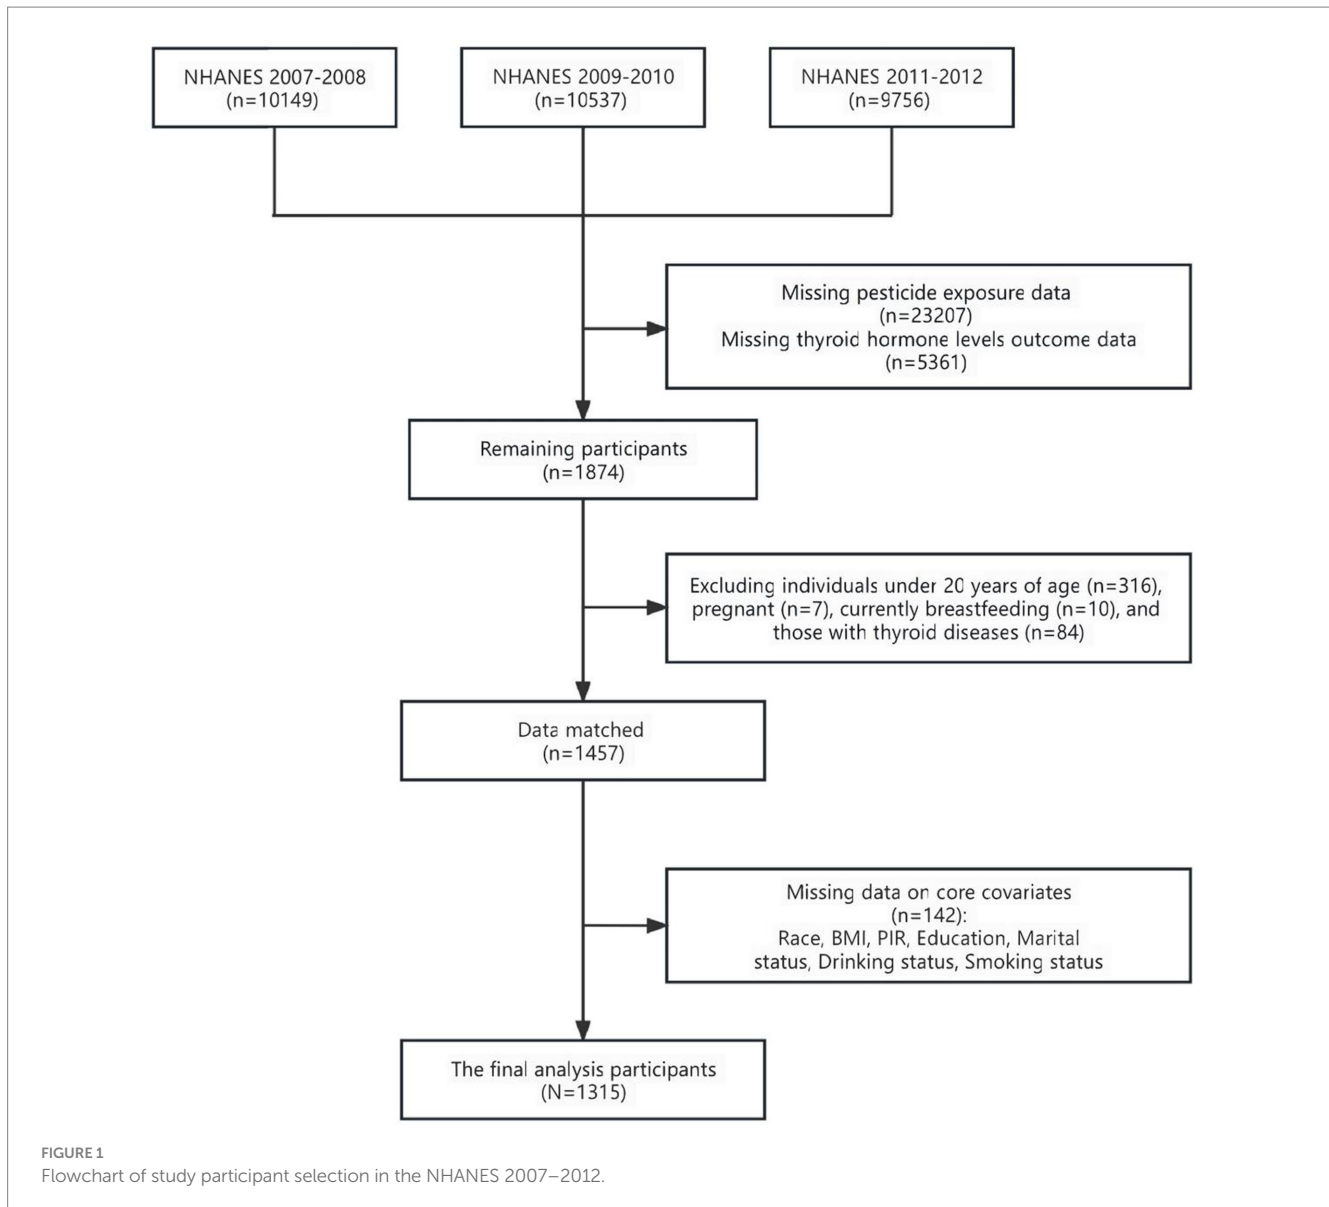 NHANES 2007-2008
(n=10149)
NHANES 2009-2010
(n=10537)
NHANES 2011-2012
(n=9756)
Missing pesticide exposure data
(n=23207)
Missing thyroid hormone levels outcome data
(n=5361)
Remaining participants
(n=1874)
Excluding individuals under 20 years of age (n=316),
pregnant (n=7), currently breastfeeding (n=10), and
those with thyroid diseases (n=84)
Data matched
(n=1457)
Missing data on core covariates
(n=142):
Race, BMI, PIR, Education, Marital
status, Drinking status, Smoking status
The final analysis participants
(N=1315)
FIGURE 1
Flowchart of study participant selection in the NHANES 2007–2012.